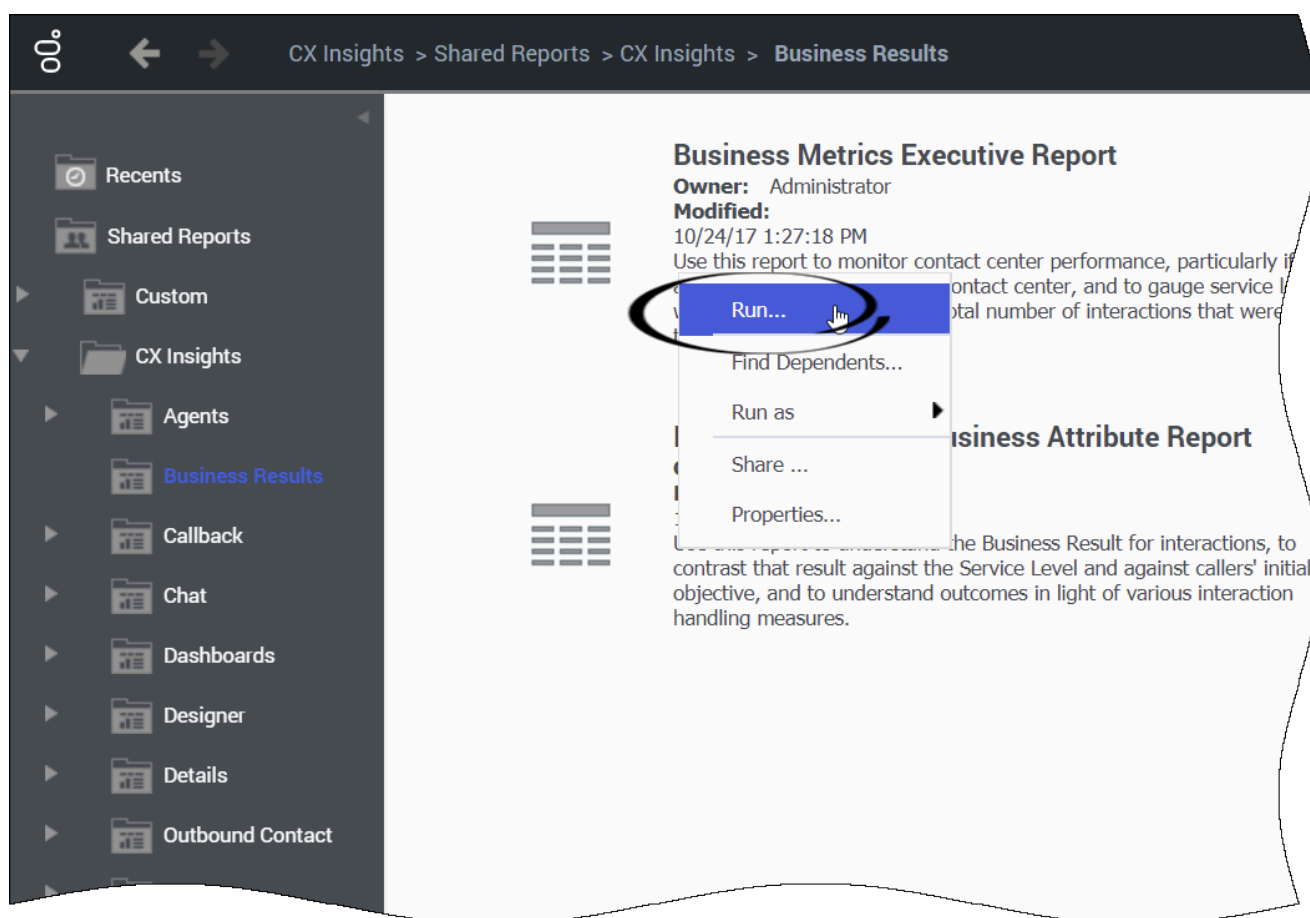 CX Insights > Shared Reports > CX Insights > Business Results
Recents
Shared Reports
Custom
CX Insights
Agents
Business Results
Callback
Chat
Dashboards
Designer
Details
Outbound Contact
Business Metrics Executive Report
Owner: Administrator
Modified:
10/24/17 1:27:18 PM
Use this report to monitor contact center performance, particularly if
contact center, and to gauge service
number of interactions that were
Run...
Find Dependents...
Run as
Share ...
Properties...
Attribute Report
the Business Result for interactions, to
contrast that result against the Service Level and against callers' initial
objective, and to understand outcomes in light of various interaction
handling measures.